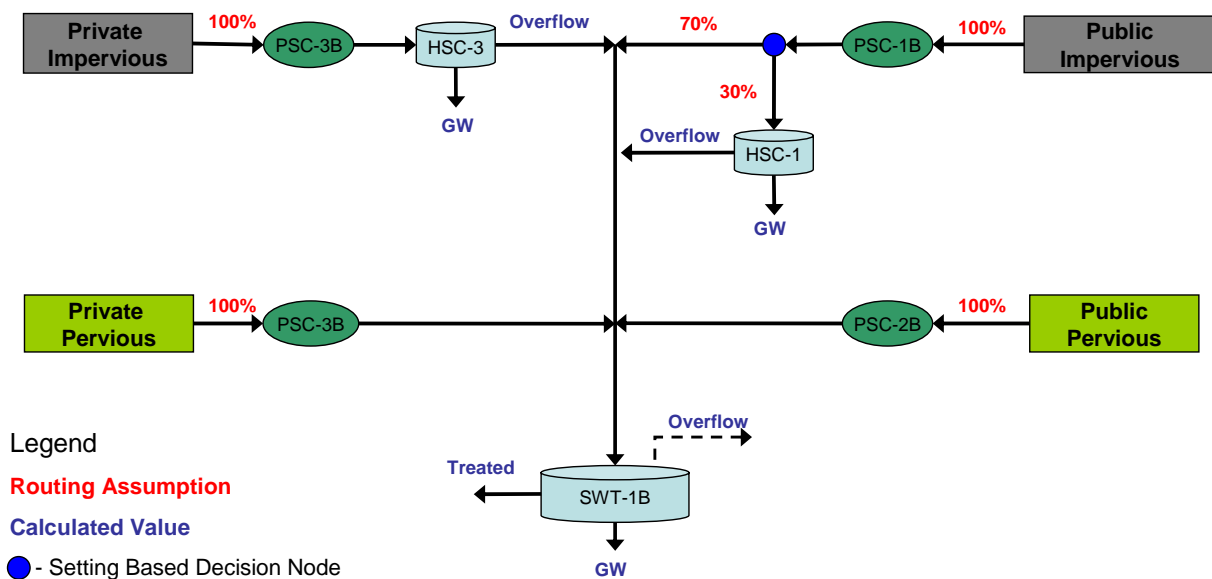 Private
Impervious
100%
PSC-3B
HSC-3
Overflow
70%
PSC-1B
100%
Public
Impervious
GW
30%
Overflow
HSC-1
GW
Private
Pervious
100%
PSC-3B
PSC-2B
100%
Public
Pervious
Overflow
Treated
SWT-1B
GW
Legend
Routing Assumption
Calculated Value
- Setting Based Decision Node